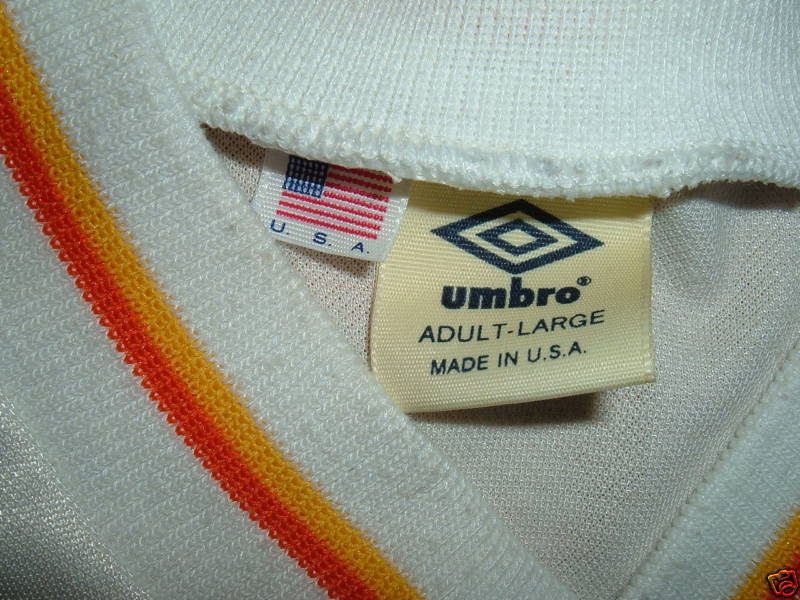 U. S. A.
umbro®
ADULT-LARGE
MADE IN U.S.A.